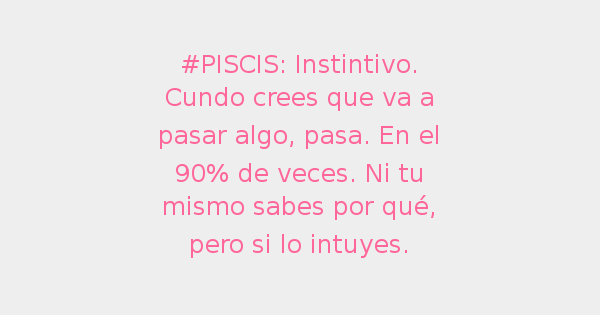 #PISCIS: Instintivo.
Cundo crees que va a
pasar algo, pasa. En el
90% de veces. Ni tu
mismo sabes por qué,
pero si lo intuyes.